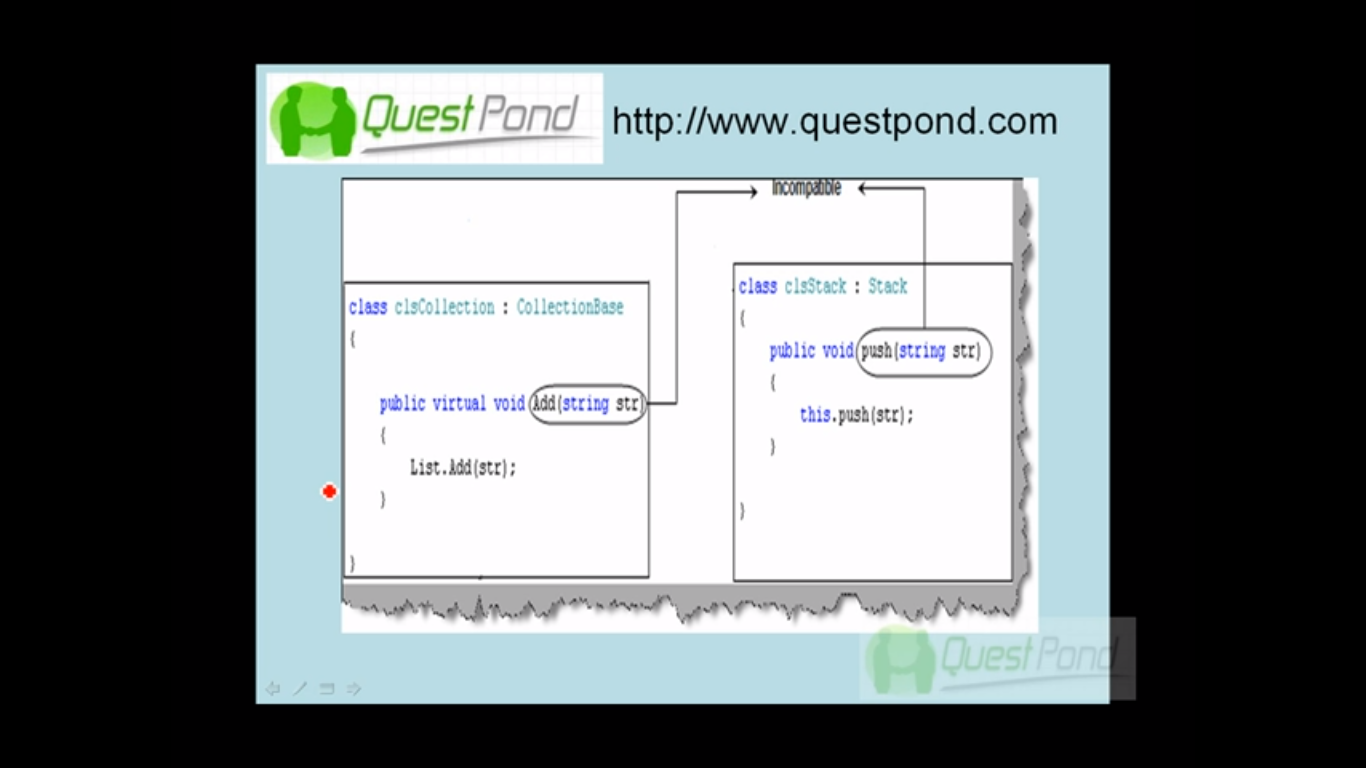 QuestPond
http://www.questpond.com
Incompatible
class clsCollection : CollectionBase
{
public virtual void Add(string str)
{
List.Add(str);
}
}
class clsStack : Stack
{
public void push(string str)
{
this.push(str);
}
}
QuestPond